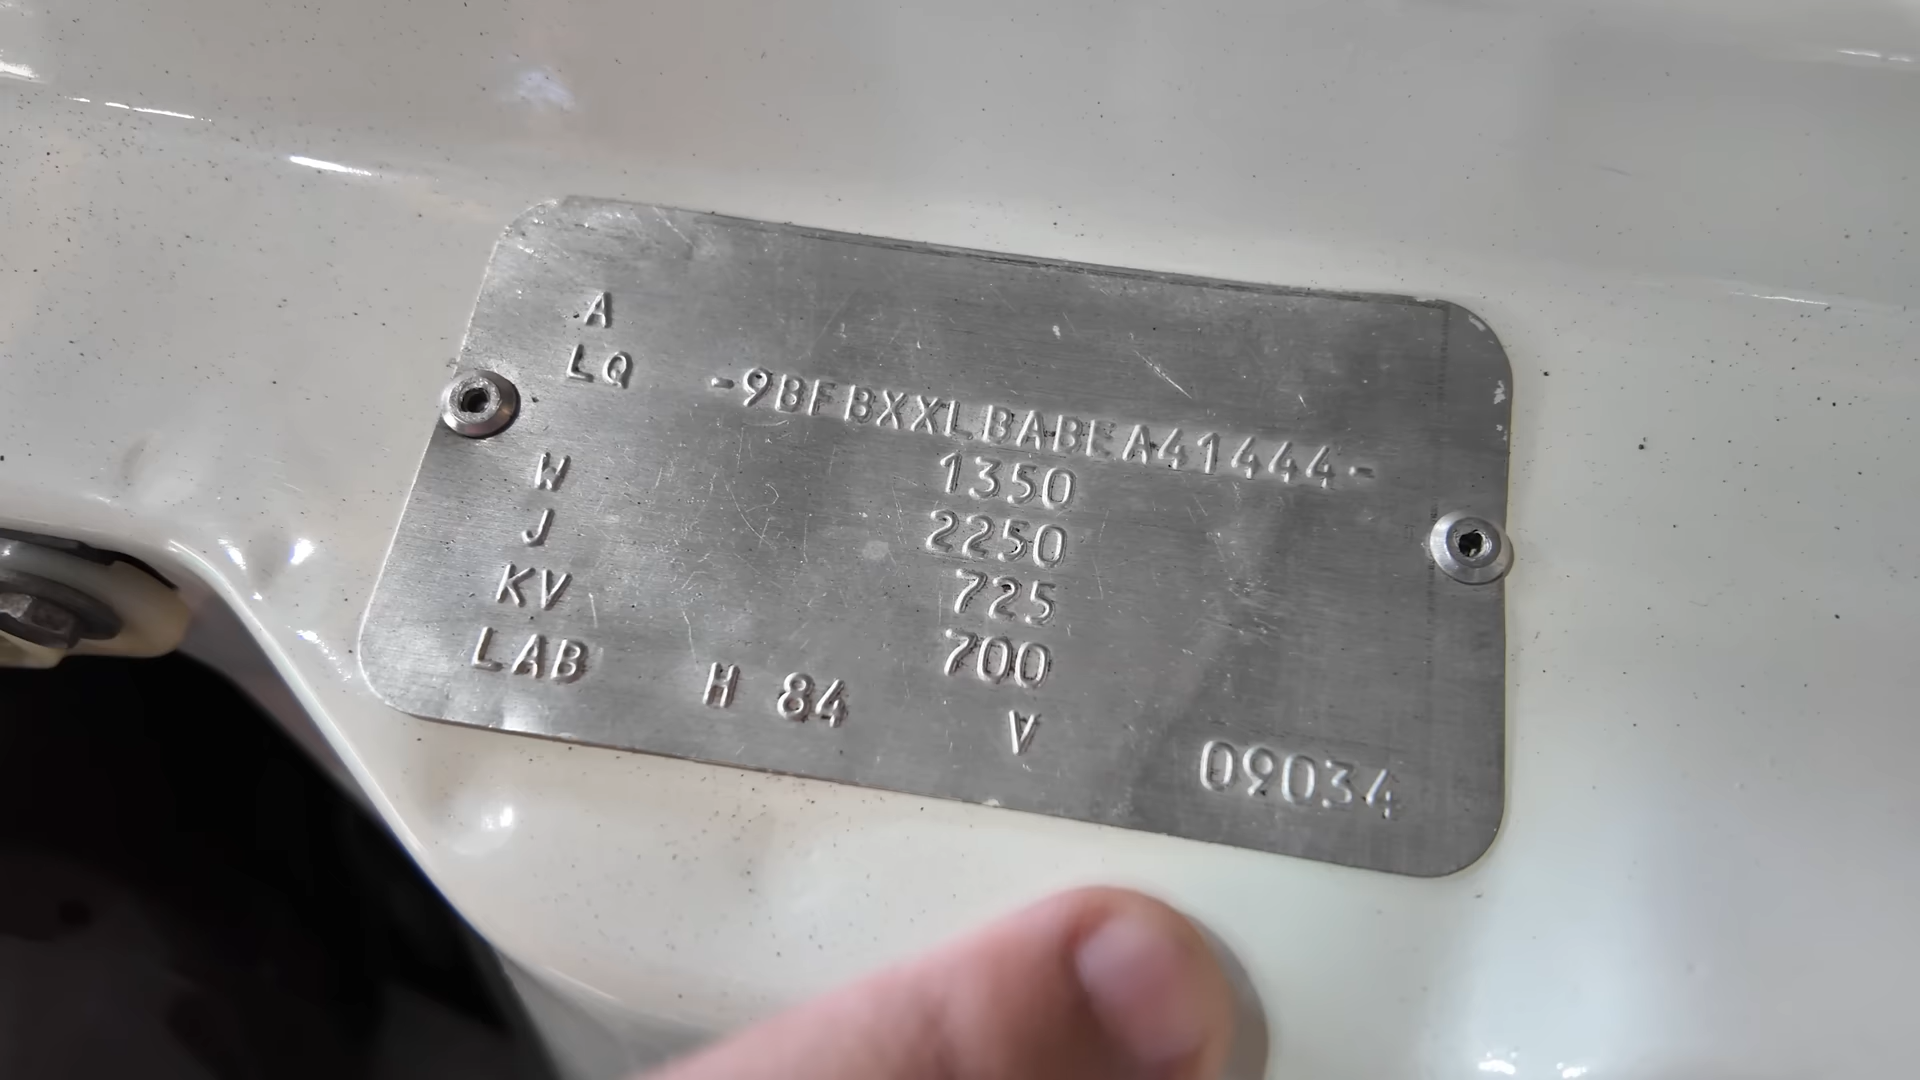 A
LQ -9BFBXXLBABEA41444-
W 1350
J 2250
KV 725
LAB 700
H 84 V 09034